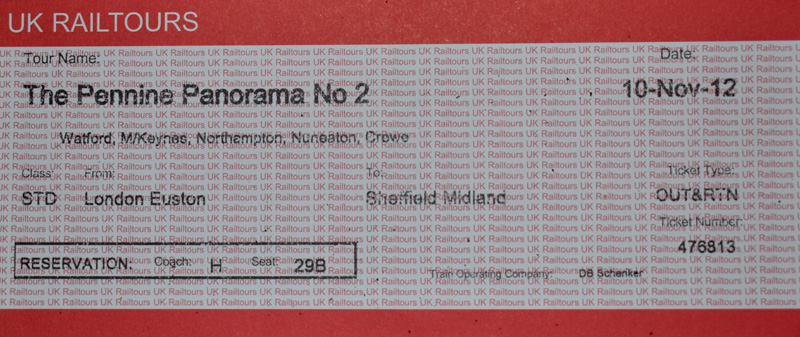 UK RAILTOURS
Tour Name: Date:
The Pennine Panorama No 2 10-Nov-12
Watford, M/Keynes, Northampton, Nuneaton, Crewe
Class From: To: Ticket Type:
STD London Euston Sheffield Midland OUT&RTN
Ticket Number:
476813
RESERVATION: Coach: H Seat: 29B
Train Operating Company: DB Schenker